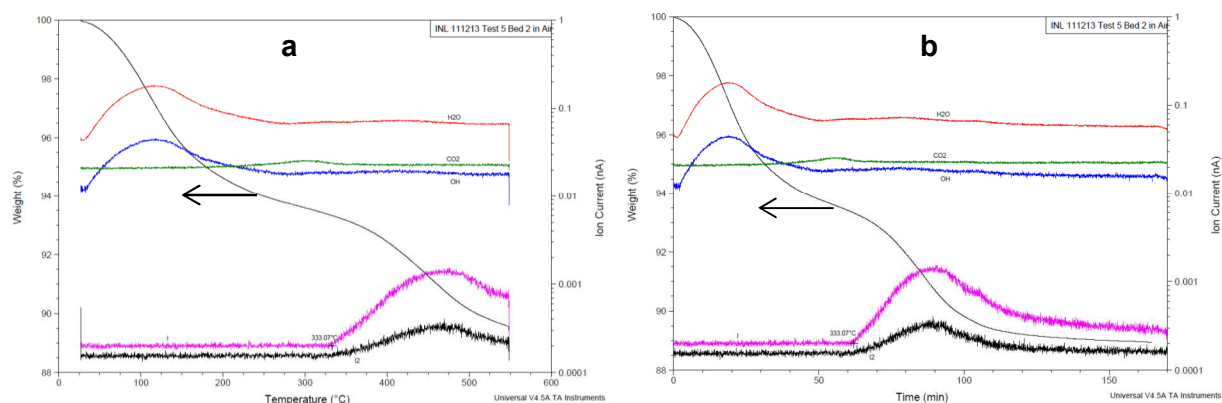 INL 111213 Test 5 Bed 2 in Air
a
100
98
96
94
92
90
88
Weight (%)
H2O
CO2
OH
I
333.07°C
I2
1
0.1
0.01
0.001
0.0001
Ion Current (nA)
0 100 200 300 400 500 600
Temperature (°C)
Universal V4.5A TA Instruments
INL 111213 Test 5 Bed 2 in Air
b
100
98
96
94
91
89
88
Weight (%)
H2O
CO2
OH
I
333.07°C
I2
1
0.1
0.01
0.001
0.0001
Ion Current (nA)
0 50 100 150
Time (min)
Universal V4.5A TA Instruments